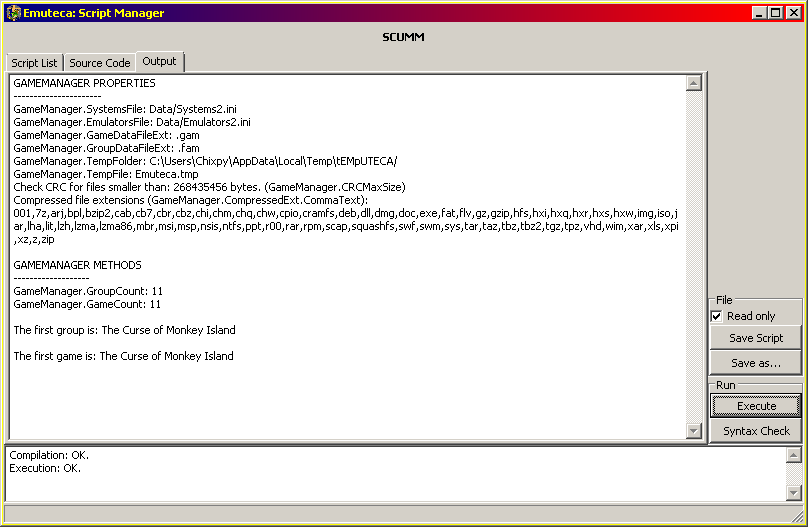 Emuteca: Script Manager
SCUMM
Script List
Source Code
Output
GAMEMANAGER PROPERTIES
----------------------
GameManager.SystemsFile: Data/Systems2.ini
GameManager.EmulatorsFile: Data/Emulators2.ini
GameManager.GameDataFileExt: .gam
GameManager.GroupDataFileExt: .fam
GameManager.TempFolder: C:\Users\Chixpy\AppData\Local\Temp\tEMpUTECA/
GameManager.TempFile: Emuteca.tmp
Check CRC for files smaller than: 268435456 bytes. (GameManager.CRCMaxSize)
Compressed file extensions (GameManager.CompressedExt.CommaText):
001,7z,arj,bpl,bzip2,cab,cb7,cbr,cbz,chi,chm,chq,chw,cpio,cramfs,deb,dll,dmg,doc,exe,fat,flv,gz,gzip,hfs,hxi,hxq,hxr,hxs,hxw,img,iso,j
ar,lha,lit,lzh,lzma,lzma86,mbr,msi,msp,nsis,ntfs,ppt,r00,rar,rpm,scap,squashfs,swf,swm,sys,tar,taz,tbz,tbz2,tgz,tpz,vhd,wim,xar,xls,xpi
,xz,z,zip
GAMEMANAGER METHODS
-------------------
GameManager.GroupCount: 11
GameManager.GameCount: 11
The first group is: The Curse of Monkey Island
The first game is: The Curse of Monkey Island
File
Read only
Save Script
Save as...
Run
Execute
Syntax Check
Compilation: OK.
Execution: OK.